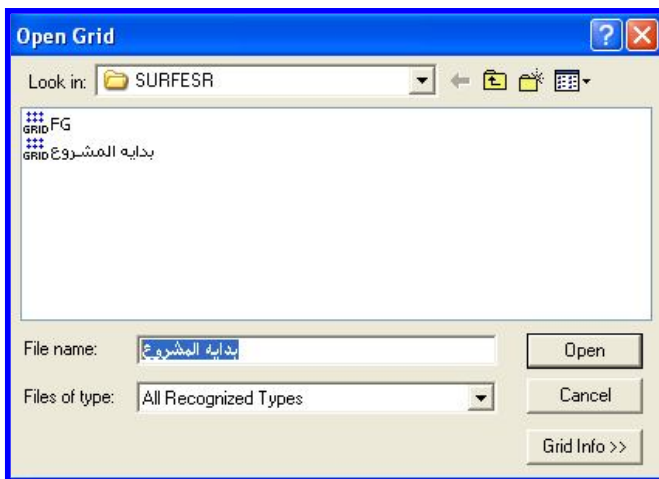 Open Grid
Look in: SURFESR
GRID FG
GRID بدايه المشروع
File name: بدايه المشروع Open
Files of type: All Recognized Types Cancel
Grid Info >>